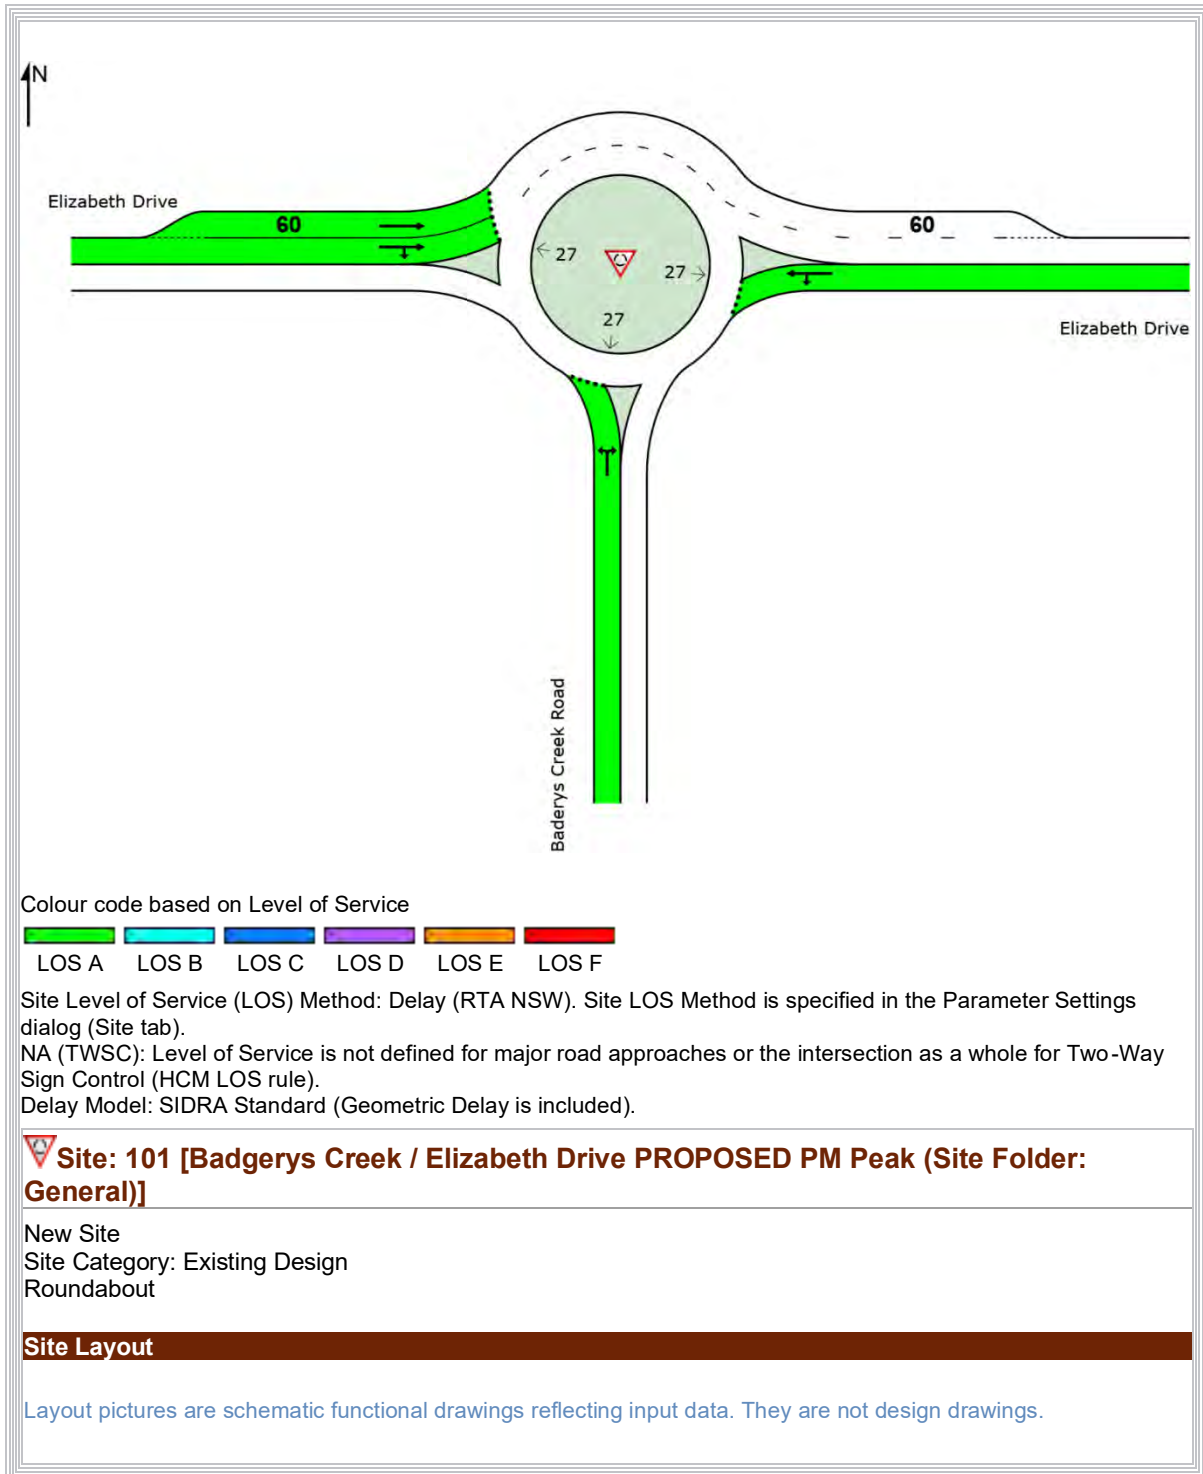 N
Elizabeth Drive
60
60
27
27
27
Elizabeth Drive
Baderys Creek Road
Colour code based on Level of Service
LOS A LOS B LOS C LOS D LOS E LOS F
Site Level of Service (LOS) Method: Delay (RTA NSW). Site LOS Method is specified in the Parameter Settings
dialog (Site tab).
NA (TWSC): Level of Service is not defined for major road approaches or the intersection as a whole for Two-Way
Sign Control (HCM LOS rule).
Delay Model: SIDRA Standard (Geometric Delay is included).
Site: 101 [Badgerys Creek / Elizabeth Drive PROPOSED PM Peak (Site Folder:
General)]
New Site
Site Category: Existing Design
Roundabout
Site Layout
Layout pictures are schematic functional drawings reflecting input data. They are not design drawings.